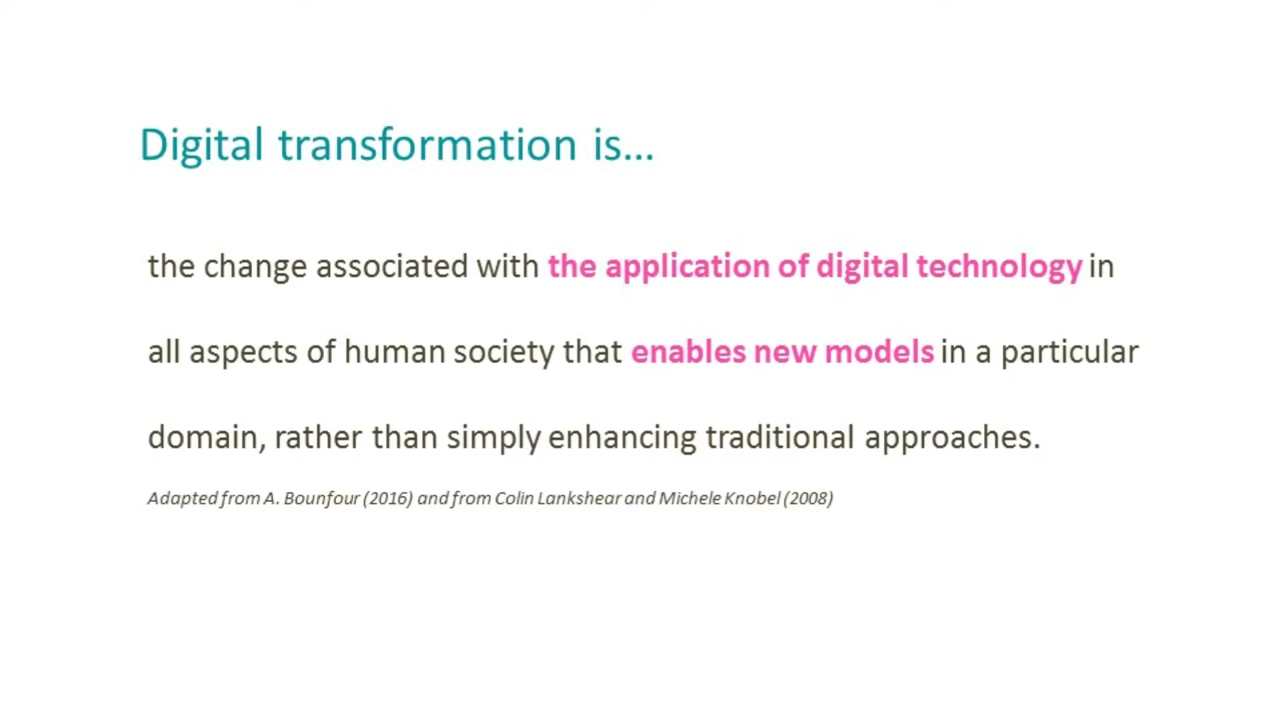 Digital transformation is...
the change associated with the application of digital technology in
all aspects of human society that enables new models in a particular
domain, rather than simply enhancing traditional approaches.
Adapted from A. Bounfour (2016) and from Colin Lankshear and Michele Knobel (2008)